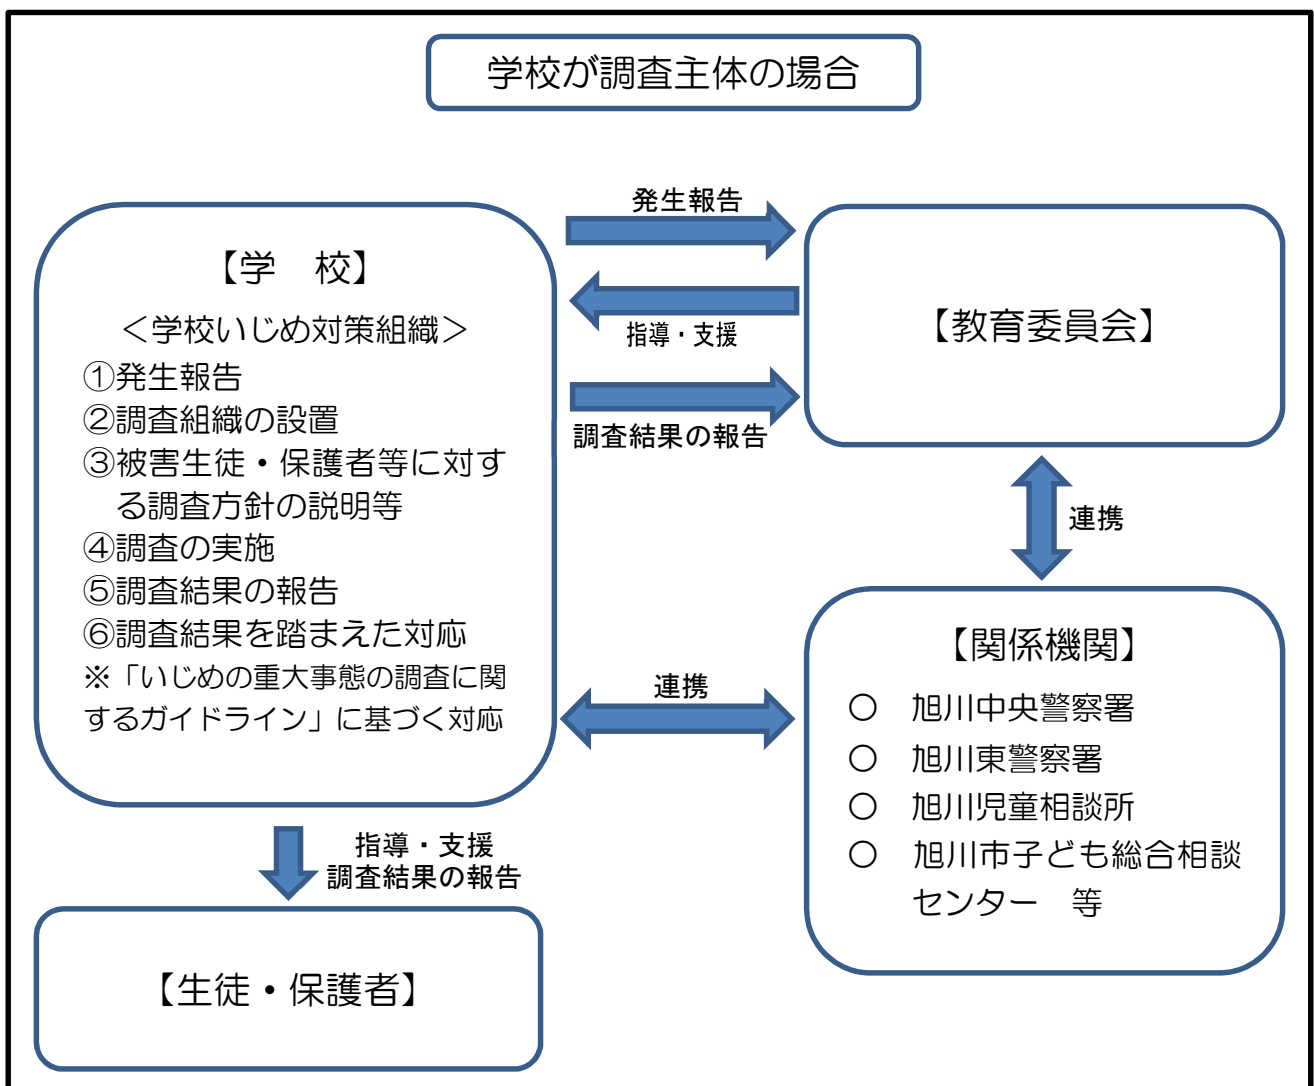 学校が調査主体の場合
発生報告
指導・支援
調査結果の報告
【学　校】
＜学校いじめ対策組織＞
①発生報告
②調査組織の設置
③被害生徒・保護者等に対す
る調査方針の説明等
④調査の実施
⑤調査結果の報告
⑥調査結果を踏まえた対応
※「いじめの重大事態の調査に関
するガイドライン」に基づく対応
【教育委員会】
連携
連携
【関係機関】
○　旭川中央警察署
○　旭川東警察署
○　旭川児童相談所
○　旭川市子ども総合相談
センター　等
指導・支援
調査結果の報告
【生徒・保護者】